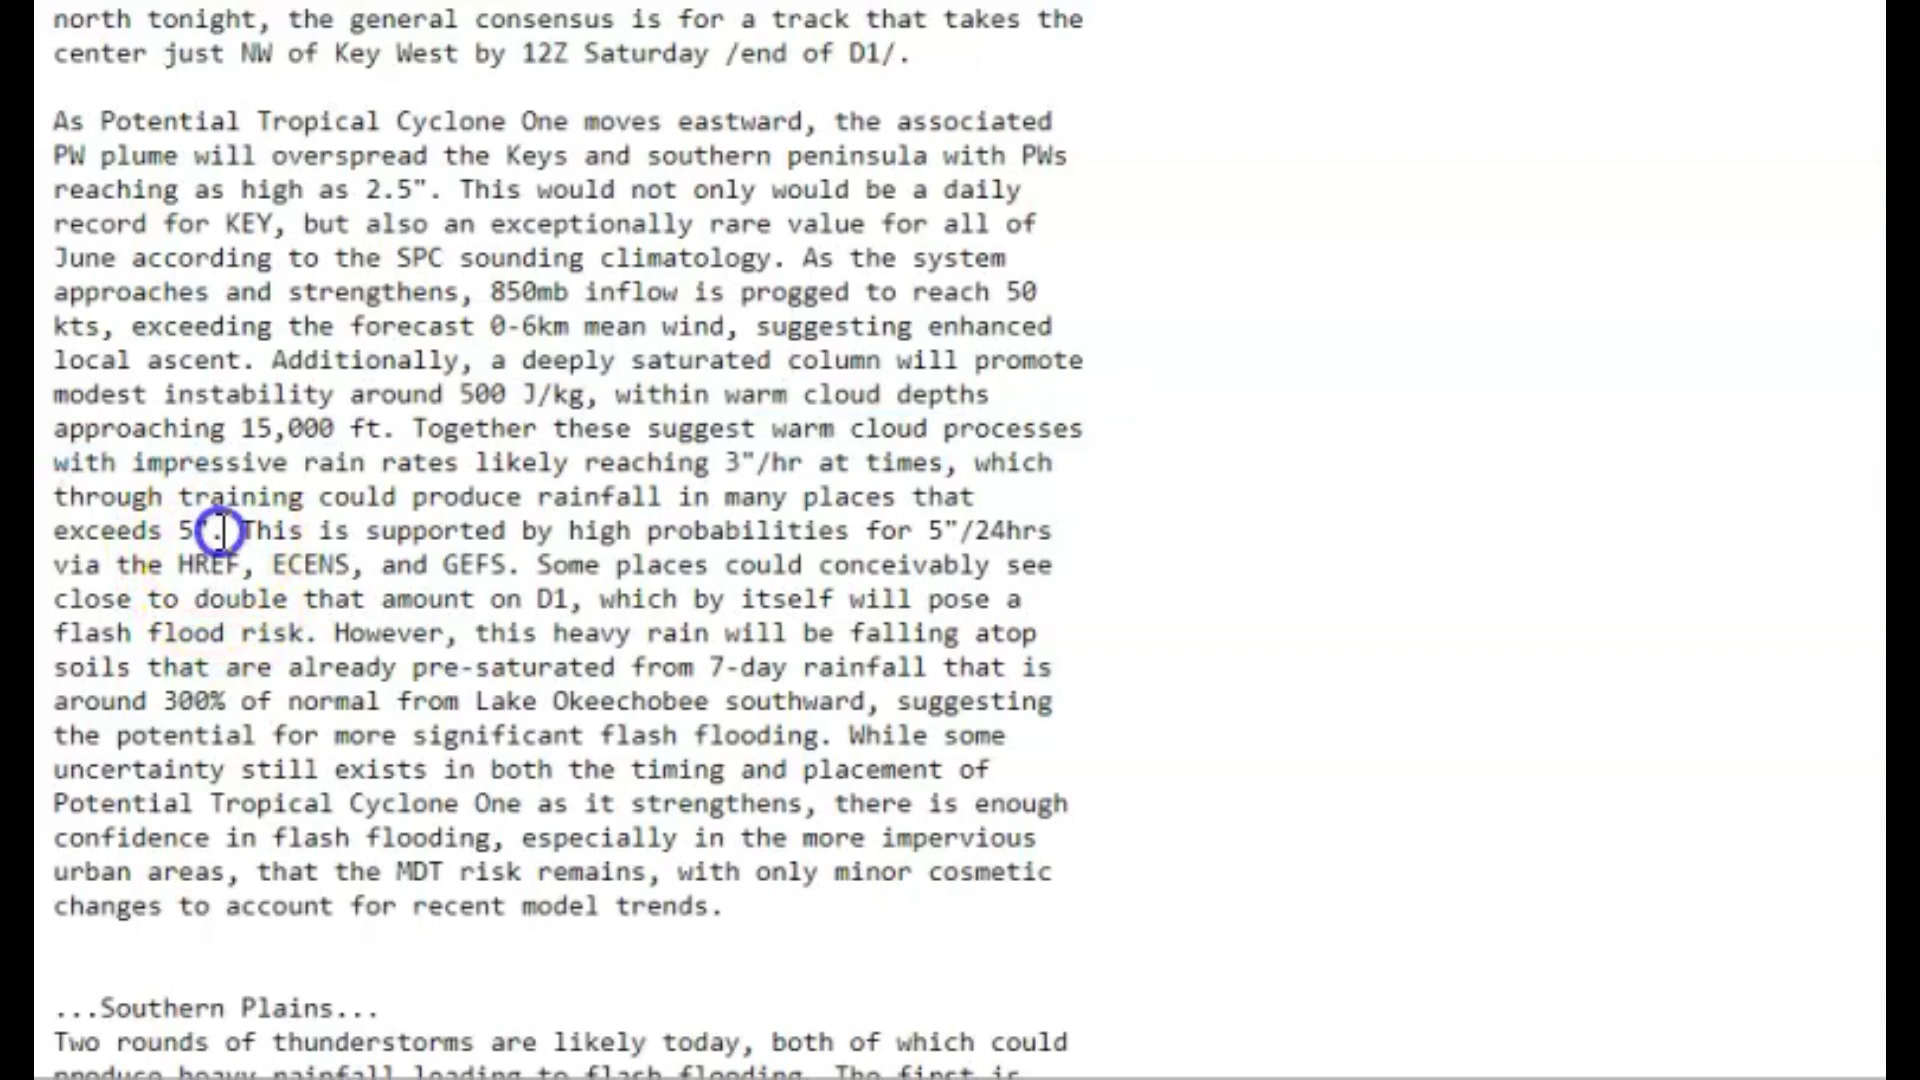 north tonight, the general consensus is for a track that takes the
center just NW of Key West by 12Z Saturday /end of D1/.
As Potential Tropical Cyclone One moves eastward, the associated
PW plume will overspread the Keys and southern peninsula with PWs
reaching as high as 2.5". This would not only would be a daily
record for KEY, but also an exceptionally rare value for all of
June according to the SPC sounding climatology. As the system
approaches and strengthens, 850mb inflow is progged to reach 50
kts, exceeding the forecast 0-6km mean wind, suggesting enhanced
local ascent. Additionally, a deeply saturated column will promote
modest instability around 500 J/kg, within warm cloud depths
approaching 15,000 ft. Together these suggest warm cloud processes
with impressive rain rates likely reaching 3"/hr at times, which
through training could produce rainfall in many places that
exceeds 5". This is supported by high probabilities for 5"/24hrs
via the HREF, ECENS, and GEFS. Some places could conceivably see
close to double that amount on D1, which by itself will pose a
flash flood risk. However, this heavy rain will be falling atop
soils that are already pre-saturated from 7-day rainfall that is
around 300% of normal from Lake Okeechobee southward, suggesting
the potential for more significant flash flooding. While some
uncertainty still exists in both the timing and placement of
Potential Tropical Cyclone One as it strengthens, there is enough
confidence in flash flooding, especially in the more impervious
urban areas, that the MDT risk remains, with only minor cosmetic
changes to account for recent model trends.
...Southern Plains...
Two rounds of thunderstorms are likely today, both of which could
produce heavy rainfall leading to flash flooding. The first is